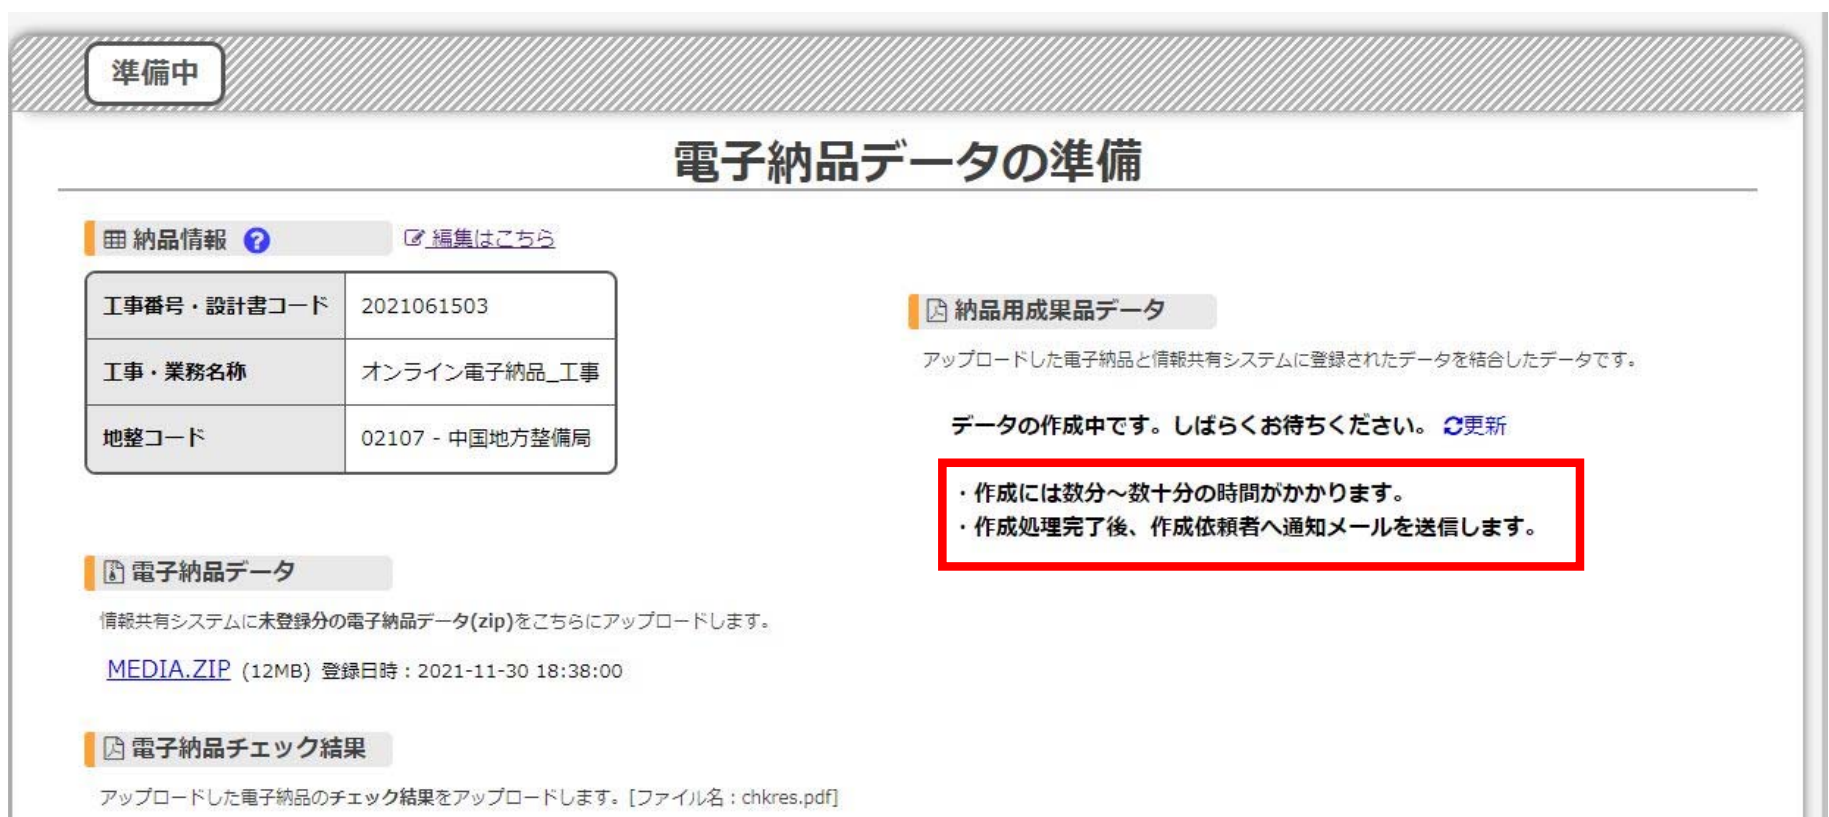 準備中
電子納品データの準備
納品情報 ? 編集はこちら
工事番号・設計書コード 2021061503
工事・業務名称 オンライン電子納品_工事
地整コード 02107 - 中国地方整備局
電子納品データ
情報共有システムに未登録分の電子納品データ(zip)をこちらにアップロードします。
MEDIA.ZIP (12MB) 登録日時：2021-11-30 18:38:00
電子納品チェック結果
アップロードした電子納品のチェック結果をアップロードします。[ファイル名：chkres.pdf]
納品用成果品データ
アップロードした電子納品と情報共有システムに登録されたデータを結合したデータです。
データの作成中です。しばらくお待ちください。 更新
・作成には数分～数十分の時間がかかります。
・作成処理完了後、作成依頼者へ通知メールを送信します。